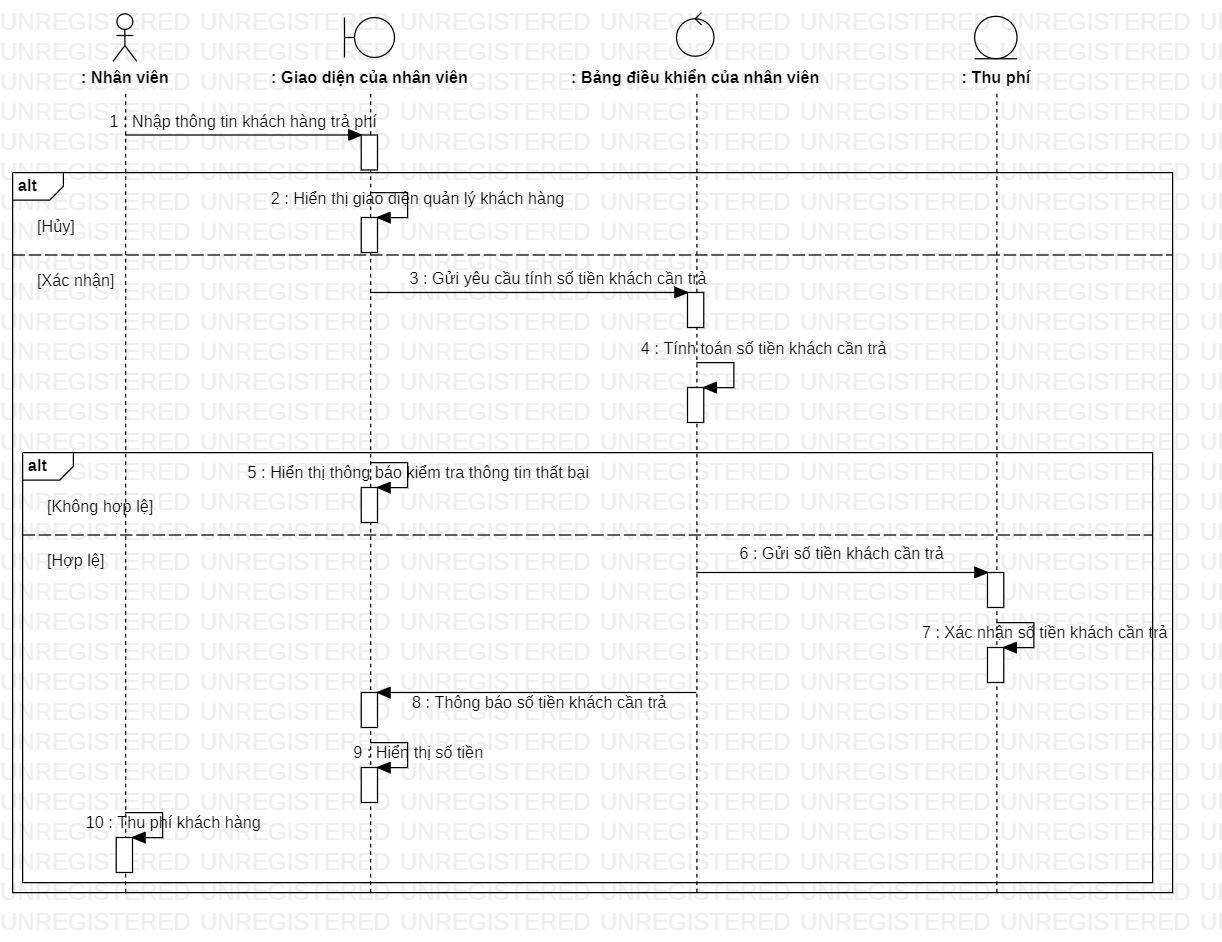 : Nhân viên
: Giao diện của nhân viên
: Bảng điều khiển của nhân viên
: Thu phí
1 : Nhập thông tin khách hàng trả phí
alt
2 : Hiển thị giao diện quản lý khách hàng
[Hủy]
[Xác nhận]
3 : Gửi yêu cầu tính số tiền khách cần trả
4 : Tính toán số tiền khách cần trả
alt
5 : Hiển thị thông báo kiểm tra thông tin thất bại
[Không hợp lệ]
[Hợp lệ]
6 : Gửi số tiền khách cần trả
7 : Xác nhận số tiền khách cần trả
8 : Thông báo số tiền khách cần trả
9 : Hiển thị số tiền
10 : Thu phí khách hàng
UNREGISTERED